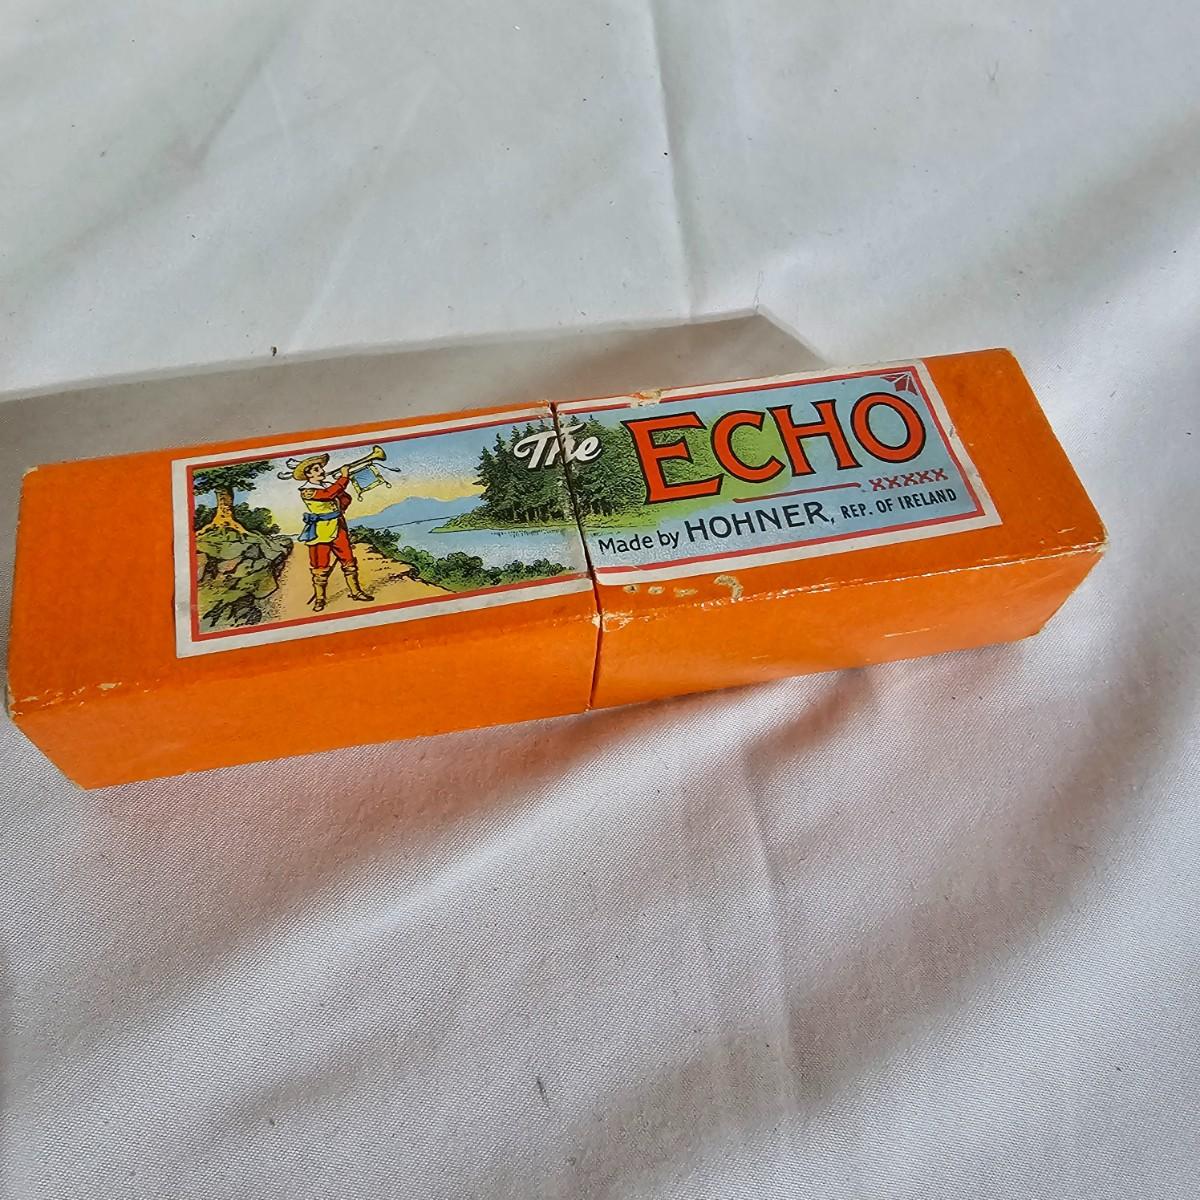 The ECHO
xxxxx
Made by HOHNER, REP. OF IRELAND